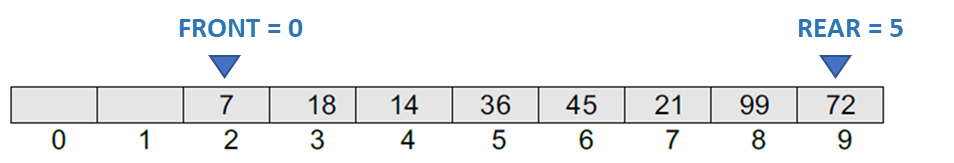 FRONT = 0 REAR = 5
7 18 14 36 45 21 99 72
0 1 2 3 4 5 6 7 8 9